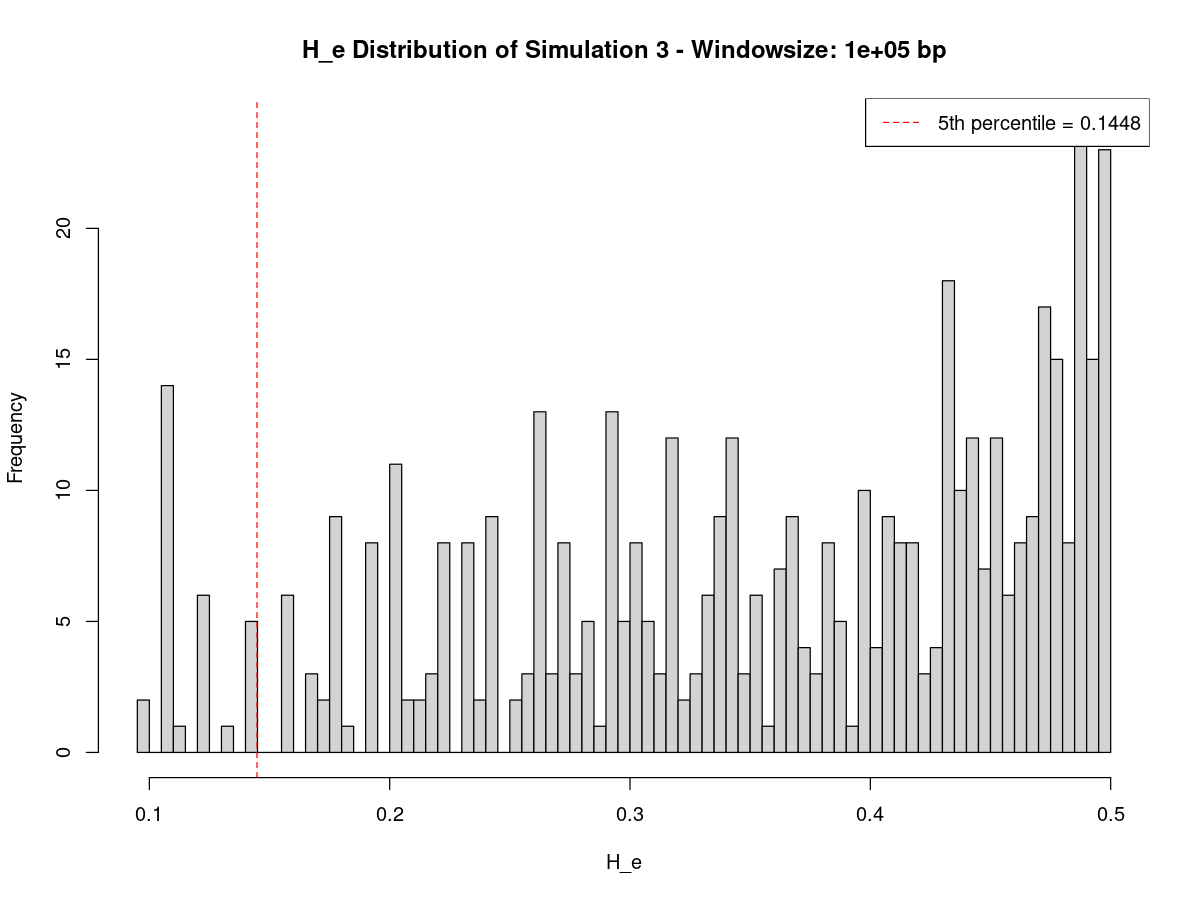 H_e Distribution of Simulation 3 - Windowsize: 1e+05 bp
5th percentile = 0.1448
Frequency
20
15
10
5
0
0.1 0.2 0.3 0.4 0.5
H_e